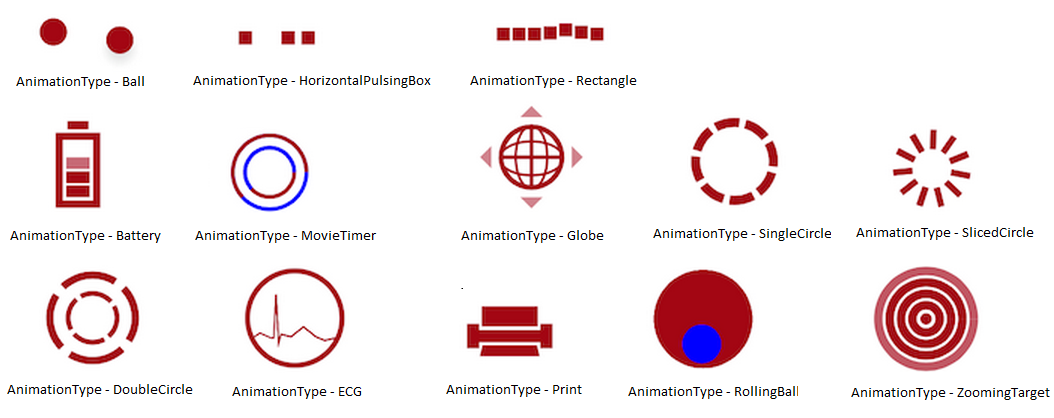 AnimationType - Ball
AnimationType - HorizontalPulsingBox
AnimationType - Rectangle
AnimationType - Battery
AnimationType - MovieTimer
AnimationType - Globe
AnimationType - SingleCircle
AnimationType - SlicedCircle
AnimationType - DoubleCircle
AnimationType - ECG
AnimationType - Print
AnimationType - RollingBall
AnimationType - ZoomingTarget